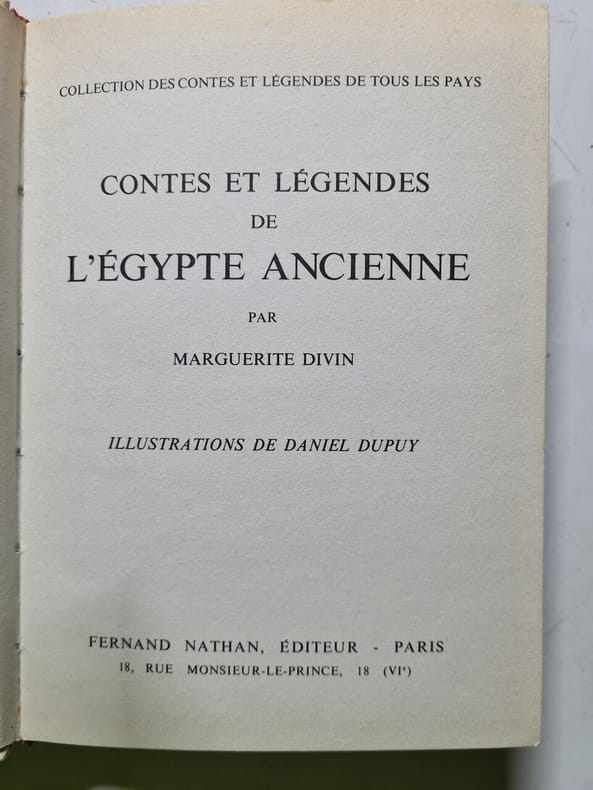 COLLECTION DES CONTES ET LÉGENDES DE TOUS LES PAYS
CONTES ET LÉGENDES
DE
L'ÉGYPTE ANCIENNE
PAR
MARGUERITE DIVIN
ILLUSTRATIONS DE DANIEL DUPUY
FERNAND NATHAN, ÉDITEUR - PARIS
18, RUE MONSIEUR-LE-PRINCE, 18 (VIᵉ)